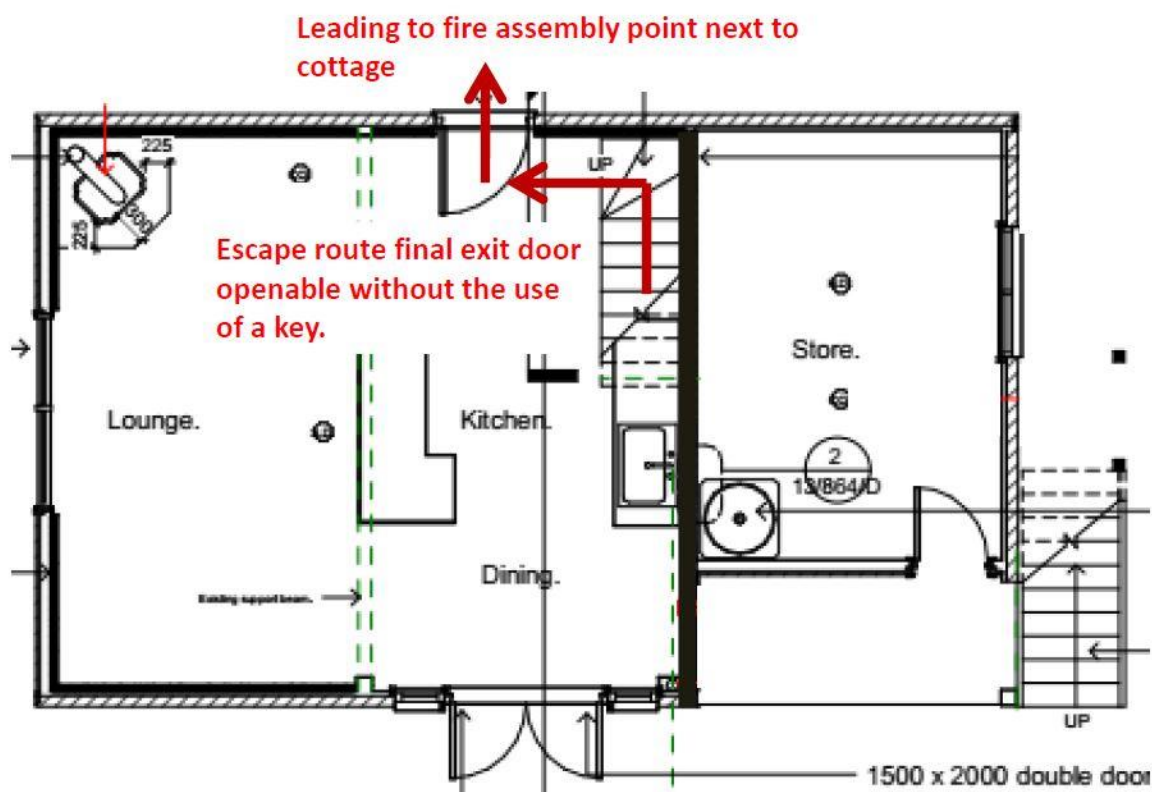 Leading to fire assembly point next to
cottage
225
300
225
UP
Escape route final exit door
openable without the use
of a key.
Store.
Lounge.
Kitchen.
2
13/864/D
Dining.
Existing support beam.
UP
1500 x 2000 double door